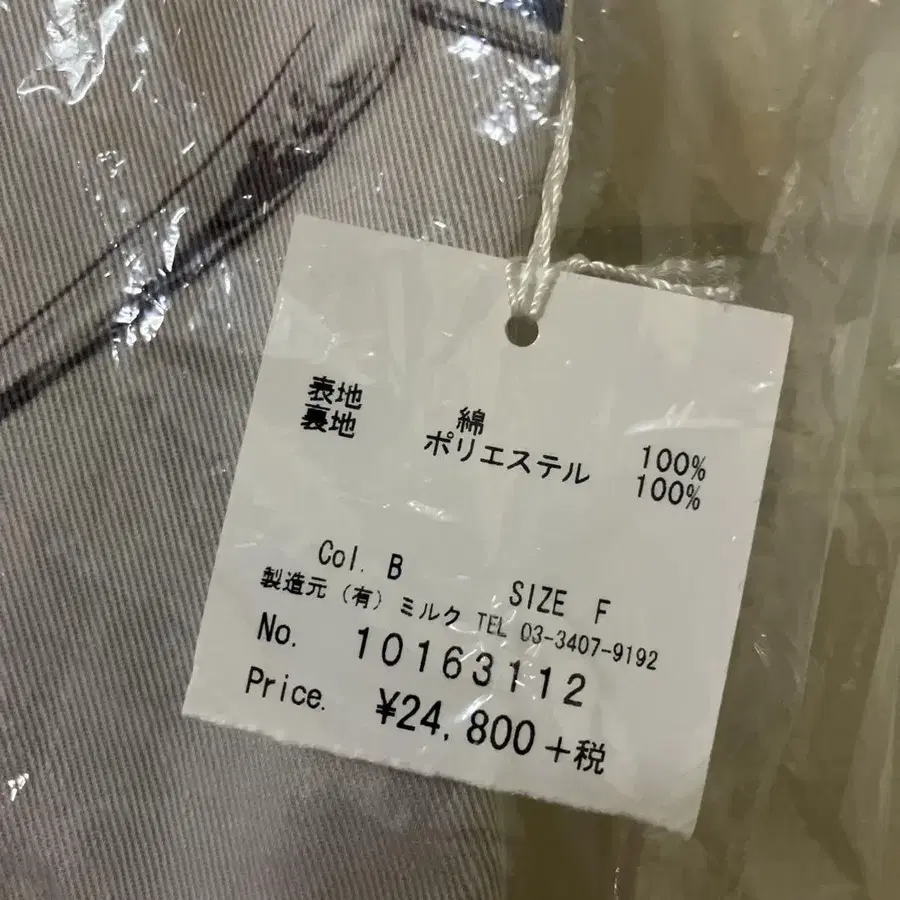 表地 綿 100%
裏地 ポリエステル 100%
Col. B SIZE F
製造元 (有) ミルク TEL 03-3407-9192
No. 10163112
Price. ¥24,800+税